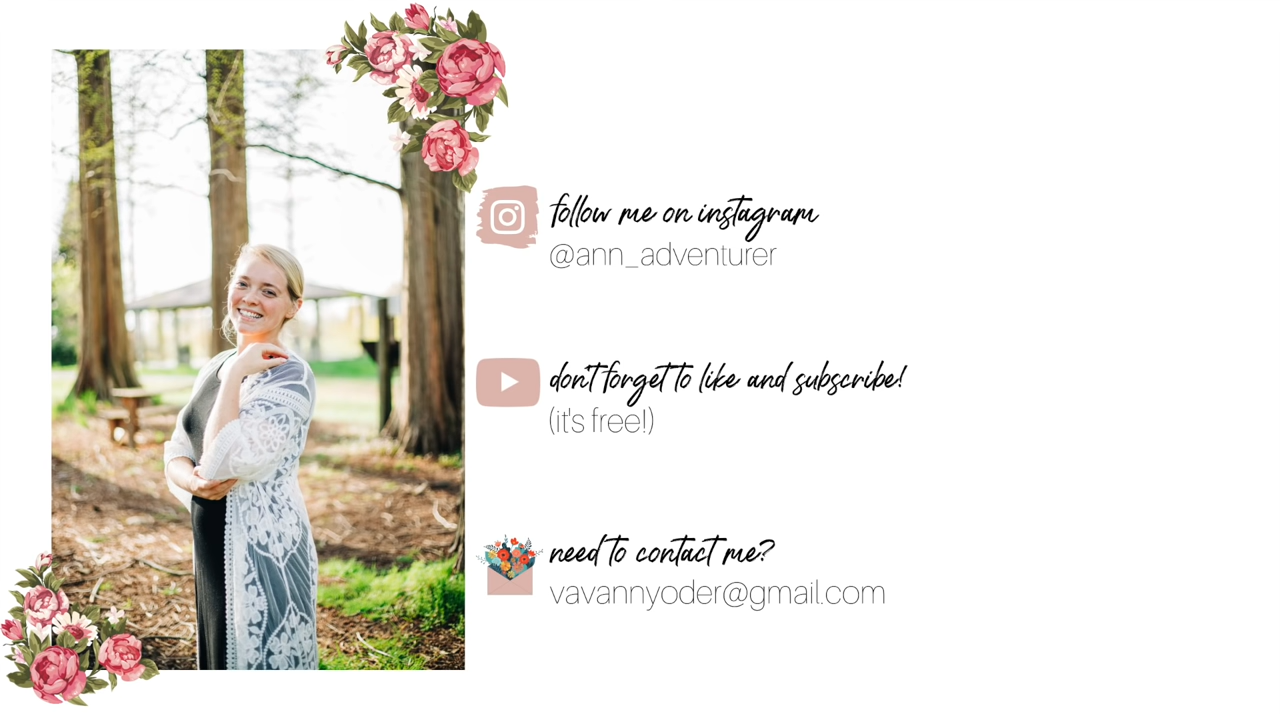 follow me on instagram
@ann_adventurer
don't forget to like and subscribe!
(it's free!)
need to contact me?
vavannyoder@gmail.com